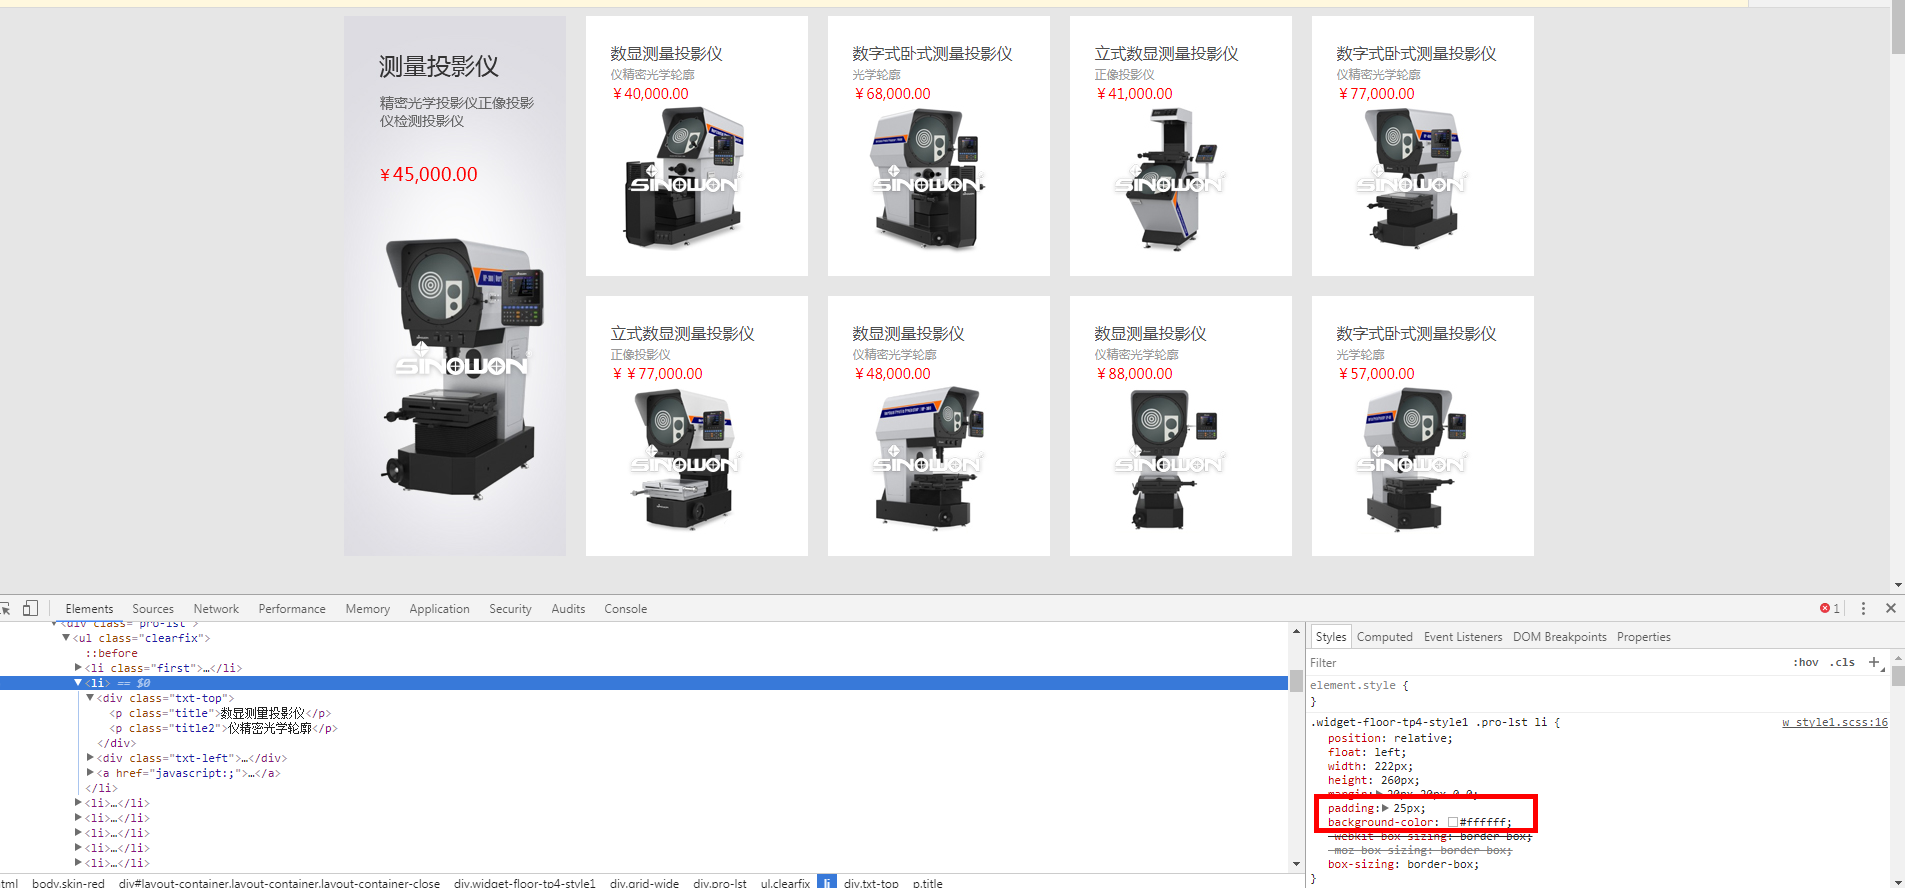 测量投影仪
精密光学投影仪正像投影
仪检测投影仪
￥45,000.00
SINOWON
数显测量投影仪
仪精密光学轮廓
￥40,000.00
SINOWON
数字式卧式测量投影仪
光学轮廓
￥68,000.00
SINOWON
立式数显测量投影仪
正像投影仪
￥41,000.00
SINOWON
数字式卧式测量投影仪
仪精密光学轮廓
￥77,000.00
SINOWON
立式数显测量投影仪
正像投影仪
￥￥77,000.00
SINOWON
数显测量投影仪
仪精密光学轮廓
￥48,000.00
SINOWON
数显测量投影仪
仪精密光学轮廓
￥88,000.00
SINOWON
数字式卧式测量投影仪
光学轮廓
￥57,000.00
SINOWON
Elements Sources Network Performance Memory Application Security Audits Console 1
<div class="pro-lst">
<ul class="clearfix">
::before
<li class="first">…</li>
<li> == $0
<div class="txt-top">
<p class="title">数显测量投影仪</p>
<p class="title2">仪精密光学轮廓</p>
</div>
<div class="txt-left">…</div>
<a href="javascript:;">…</a>
</li>
<li>…</li>
<li>…</li>
<li>…</li>
<li>…</li>
<li>…</li>
tml body.skin-red div#layout-container.layout-container.layout-container-close div.widget-floor-tp4-style1 div.grid-wide div.pro-lst ul.clearfix li div.txt-top p.title
Styles Computed Event Listeners DOM Breakpoints Properties
Filter :hov .cls +
element.style {
}
.widget-floor-tp4-style1 .pro-lst li { w_style1.scss:16
position: relative;
float: left;
width: 222px;
height: 260px;
margin: 20px 20px 0 0;
padding: 25px;
background-color: #ffffff;
-webkit-box-sizing: border-box;
-moz-box-sizing: border-box;
box-sizing: border-box;
}